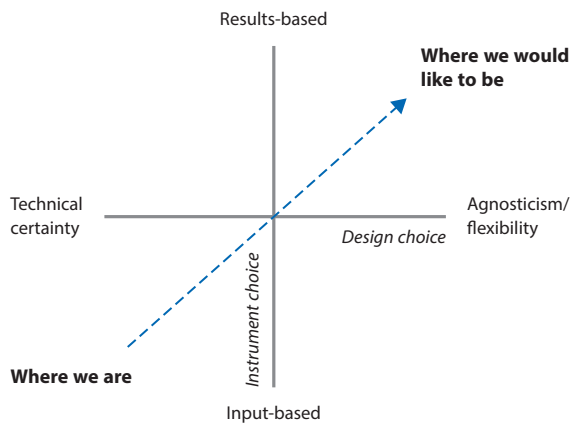 Results-based
Where we would
like to be
Technical
certainty
Agnosticism/
flexibility
Design choice
Instrument choice
Where we are
Input-based